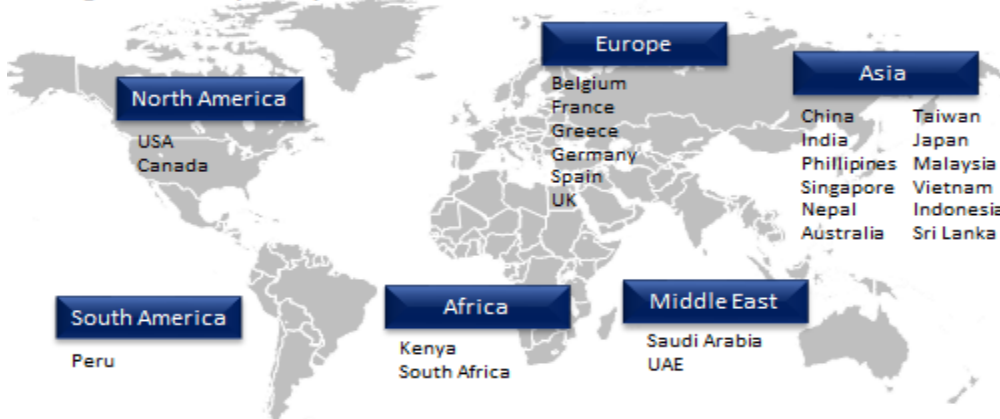 North America
USA
Canada
Europe
Belgium
France
Greece
Germany
Spain
UK
Asia
China Taiwan
India Japan
Phillipines Malaysia
Singapore Vietnam
Nepal Indonesia
Australia Sri Lanka
South America
Peru
Africa
Kenya
South Africa
Middle East
Saudi Arabia
UAE